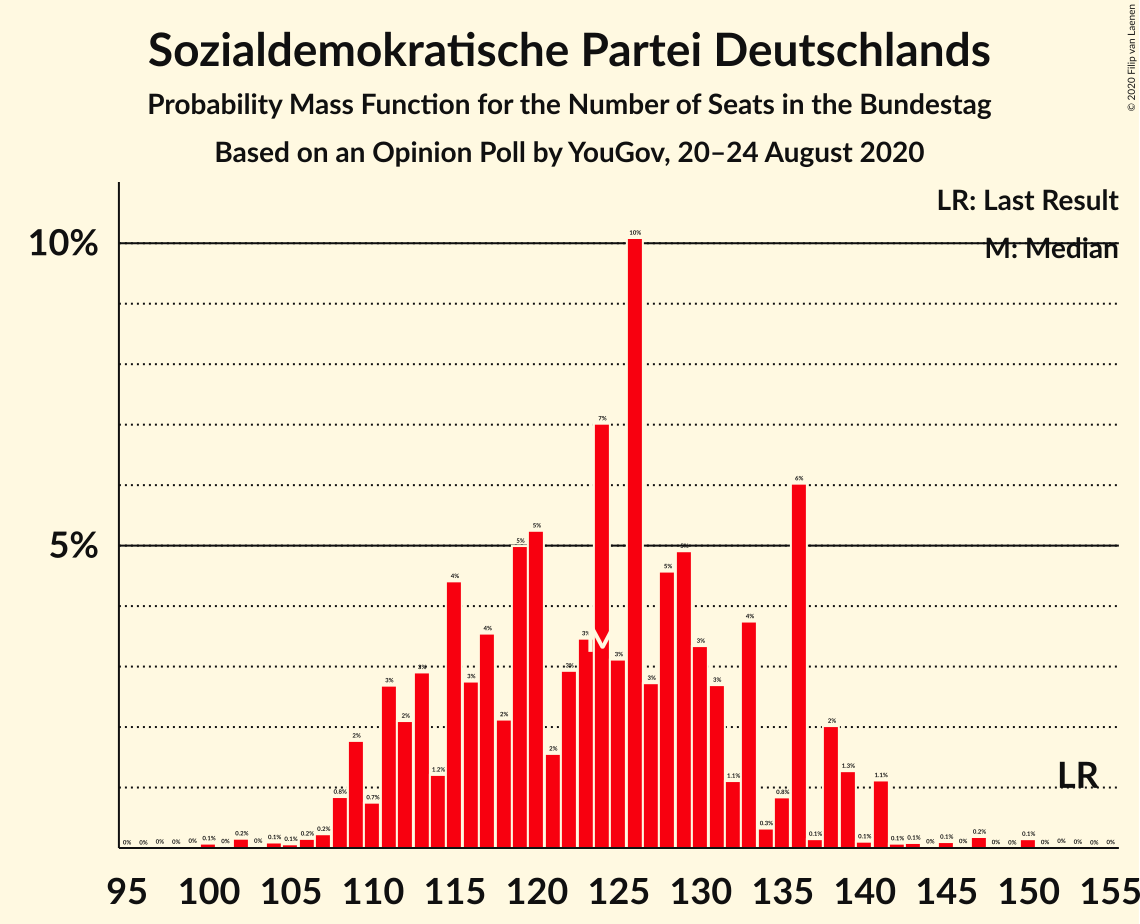 © 2020 Filip van Laenen
Sozialdemokratische Partei Deutschlands
Probability Mass Function for the Number of Seats in the Bundestag
Based on an Opinion Poll by YouGov, 20–24 August 2020
LR: Last Result
M: Median
10%
5%
0% 0% 0% 0% 0% 0.1% 0% 0.2% 0% 0.1% 0.1% 0.2% 0.2% 0.8% 2% 0.7% 3% 2% 3% 1.2% 4% 3% 4% 2% 5% 5% 2% 3% 3% 7% 3% 10% 3% 5% 5% 3% 3% 1.1% 4% 0.3% 0.8% 6% 0.1% 2% 1.3% 0.1% 1.1% 0.1% 0.1% 0% 0.1% 0% 0.2% 0% 0% 0.1% 0% 0% 0% 0% 0%
M
LR
95 100 105 110 115 120 125 130 135 140 145 150 155